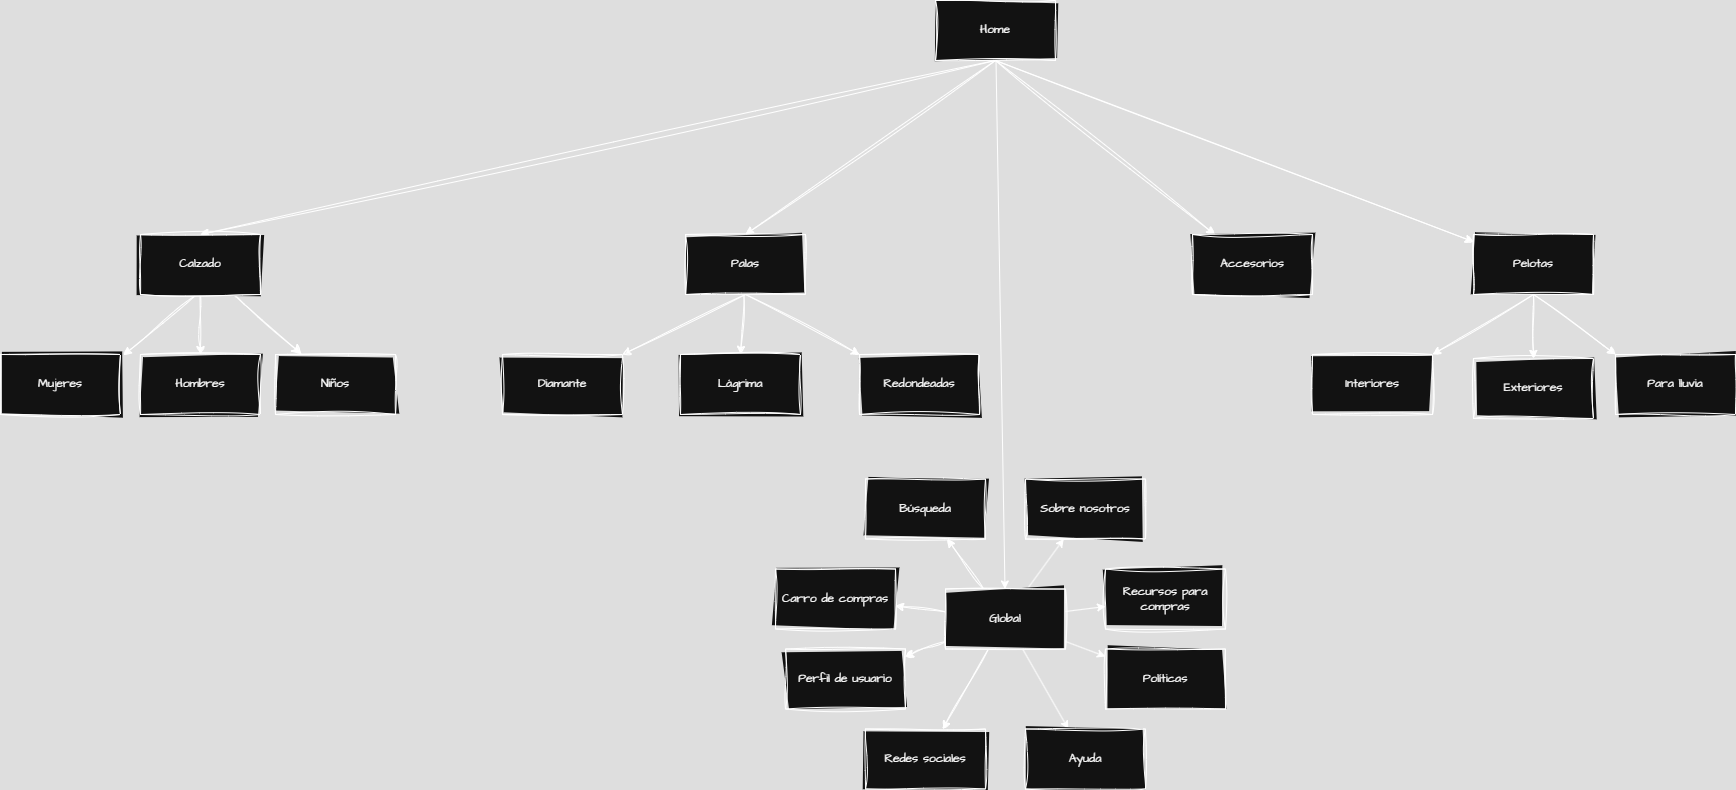 Home
Calzado
Palas
Accesorios
Pelotas
Mujeres
Hombres
Niños
Diamante
Lágrima
Redondeadas
Interiores
Exteriores
Para lluvia
Búsqueda
Sobre nosotros
Carro de compras
Recursos para
compras
Global
Perfil de usuario
Políticas
Redes sociales
Ayuda